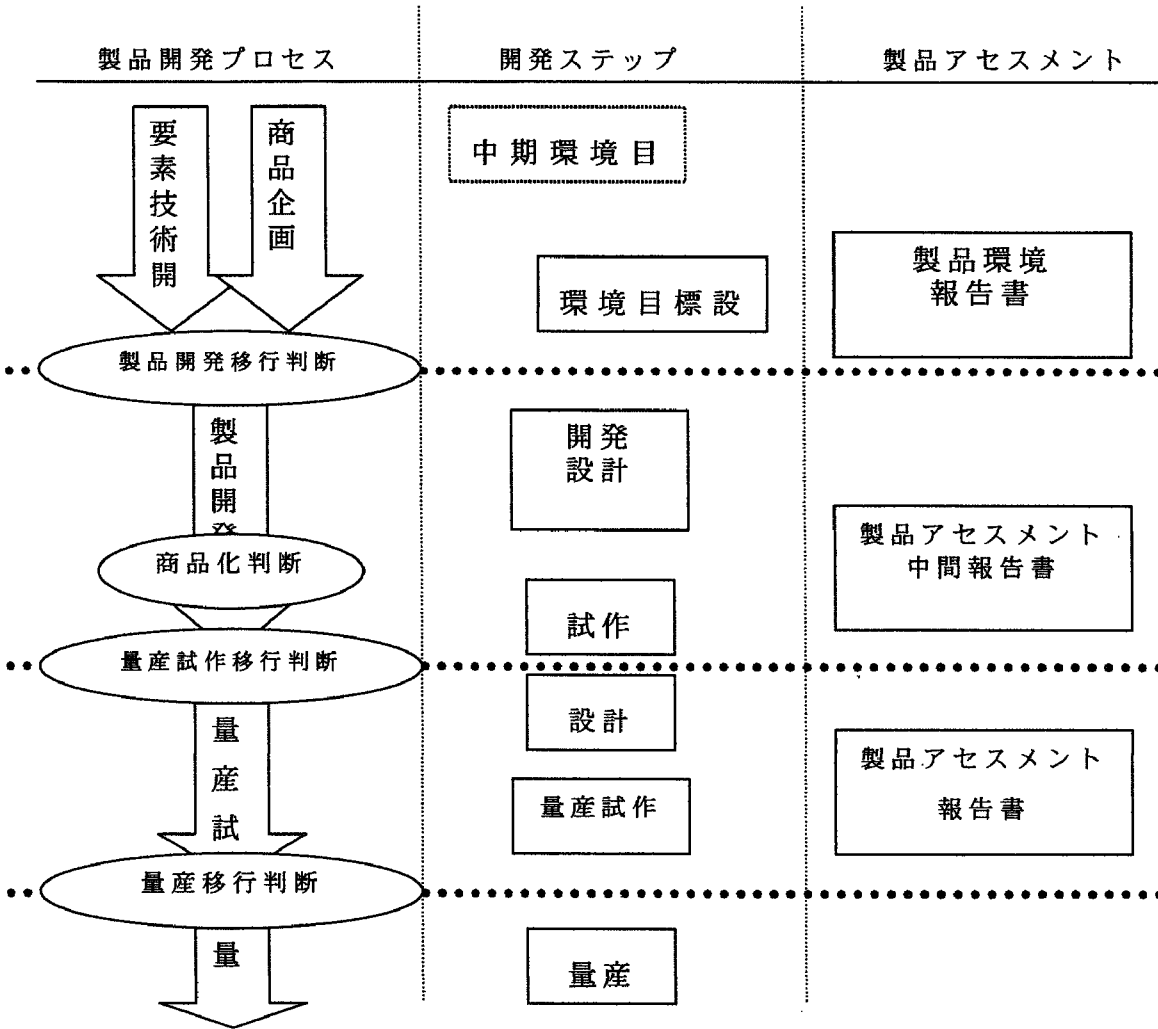 製品開発プロセス
開発ステップ
製品アセスメント
要素技術開
商品企画
中期環境目
環境目標設
製品環境
報告書
製品開発移行判断
製品開発
開発
設計
商品化判断
製品アセスメント
中間報告書
試作
量産試作移行判断
量産試
設計
量産試作
製品アセスメント
報告書
量産移行判断
量
量産